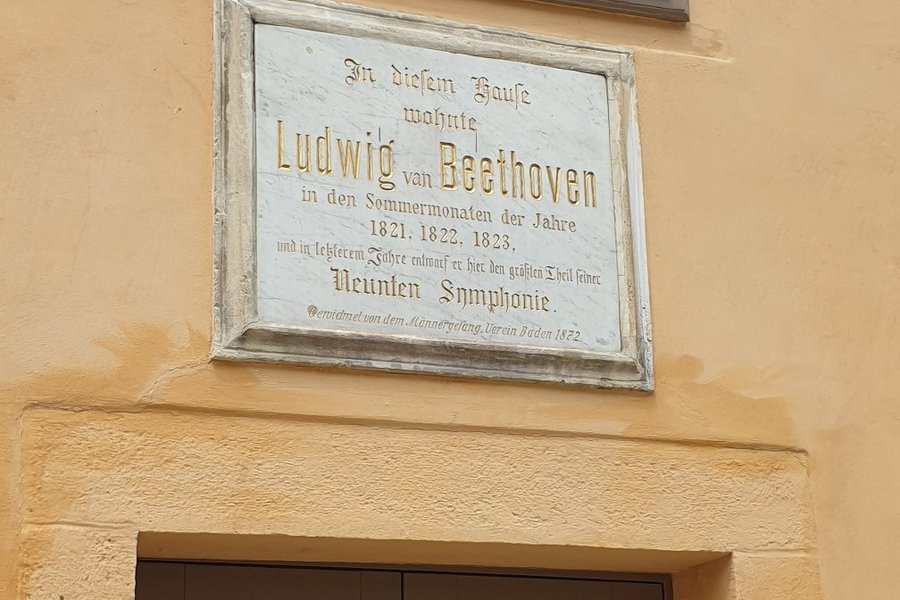 In diesem Hause
wohnte
Ludwig van Beethoven
in den Sommermonaten der Jahre
1821, 1822, 1823,
und in letzterem Jahre entwarf er hier den größten Theil seiner
Neunten Symphonie.
Gewidmet von dem Männergesang-Verein Baden 1872.